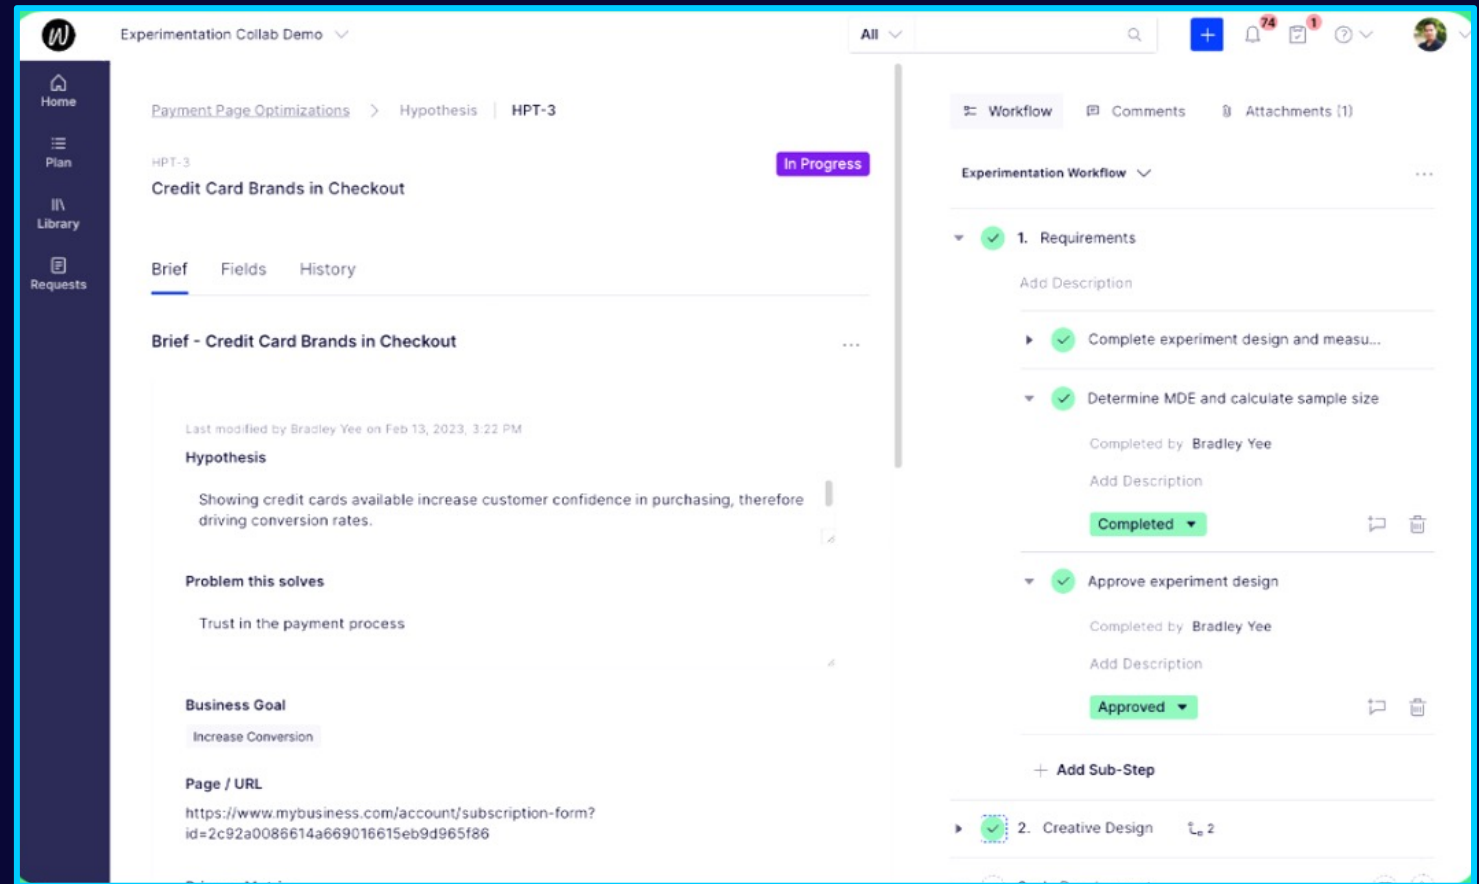 W
Experimentation Collab Demo
All
74
1
Home
Plan
Library
Requests
Payment Page Optimizations > Hypothesis | HPT-3
HPT-3
In Progress
Credit Card Brands in Checkout
Brief Fields History
Brief - Credit Card Brands in Checkout
Last modified by Bradley Yee on Feb 13, 2023, 3:22 PM
Hypothesis
Showing credit cards available increase customer confidence in purchasing, therefore
driving conversion rates.
Problem this solves
Trust in the payment process
Business Goal
Increase Conversion
Page / URL
https://www.mybusiness.com/account/subscription-form?
id=2c92a0086614a669016615eb9d965f86
Workflow Comments Attachments (1)
Experimentation Workflow
1. Requirements
Add Description
Complete experiment design and measu...
Determine MDE and calculate sample size
Completed by Bradley Yee
Add Description
Completed
Approve experiment design
Completed by Bradley Yee
Add Description
Approved
+ Add Sub-Step
2. Creative Design 2